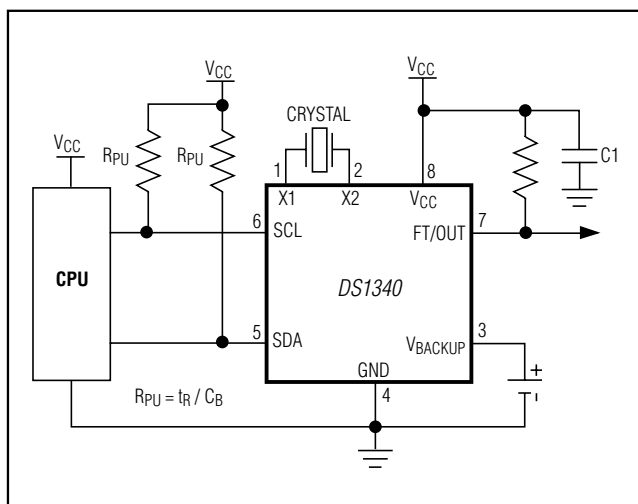 VCC
VCC
CRYSTAL
RPU
RPU
VCC
C1
1
2
8
X1
X2
VCC
6
SCL
7
FT/OUT
CPU
DS1340
5
SDA
3
VBACKUP
+
-
GND
RPU = tR / CB
4